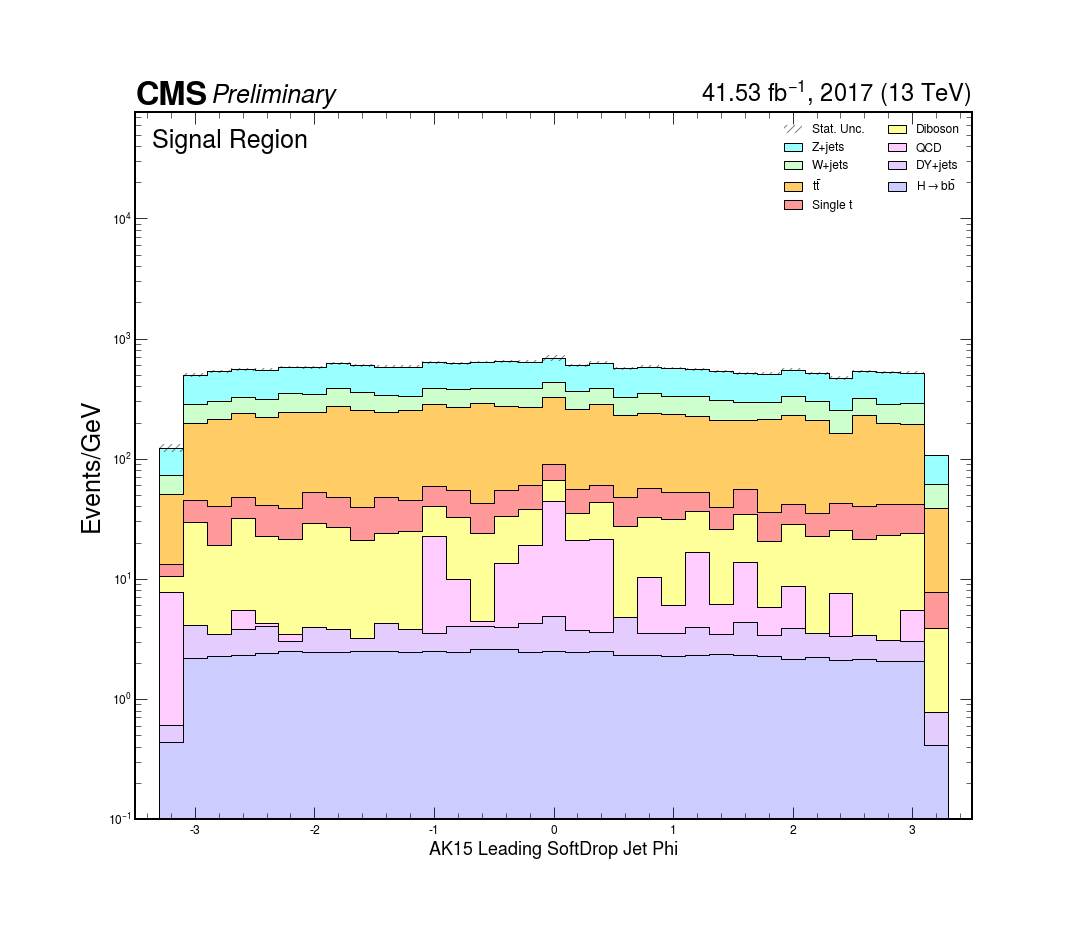 CMS Preliminary 41.53 fb⁻¹, 2017 (13 TeV)
Signal Region
Stat. Unc. Diboson
Z+jets QCD
W+jets DY+jets
tt̄ H→bb̄
Single t
10⁴
10³
10²
10¹
10⁰
10⁻¹
Events/GeV
-3 -2 -1 0 1 2 3
AK15 Leading SoftDrop Jet Phi